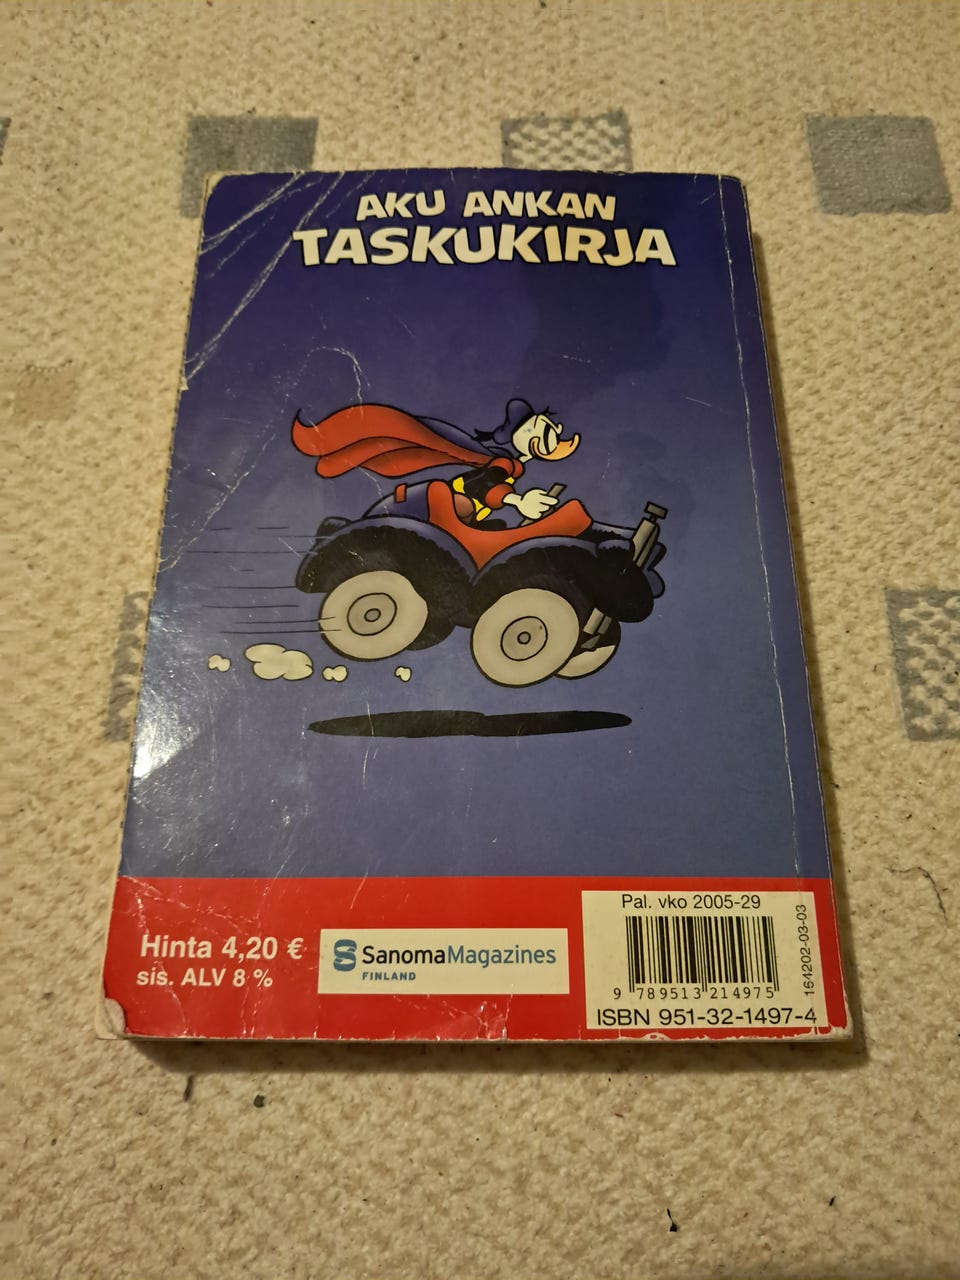 AKU ANKAN
TASKUKIRJA
Hinta 4,20 €
sis. ALV 8 %
SanomaMagazines
FINLAND
Pal. vko 2005-29
9 789513 214975
ISBN 951-32-1497-4
164202-03-03